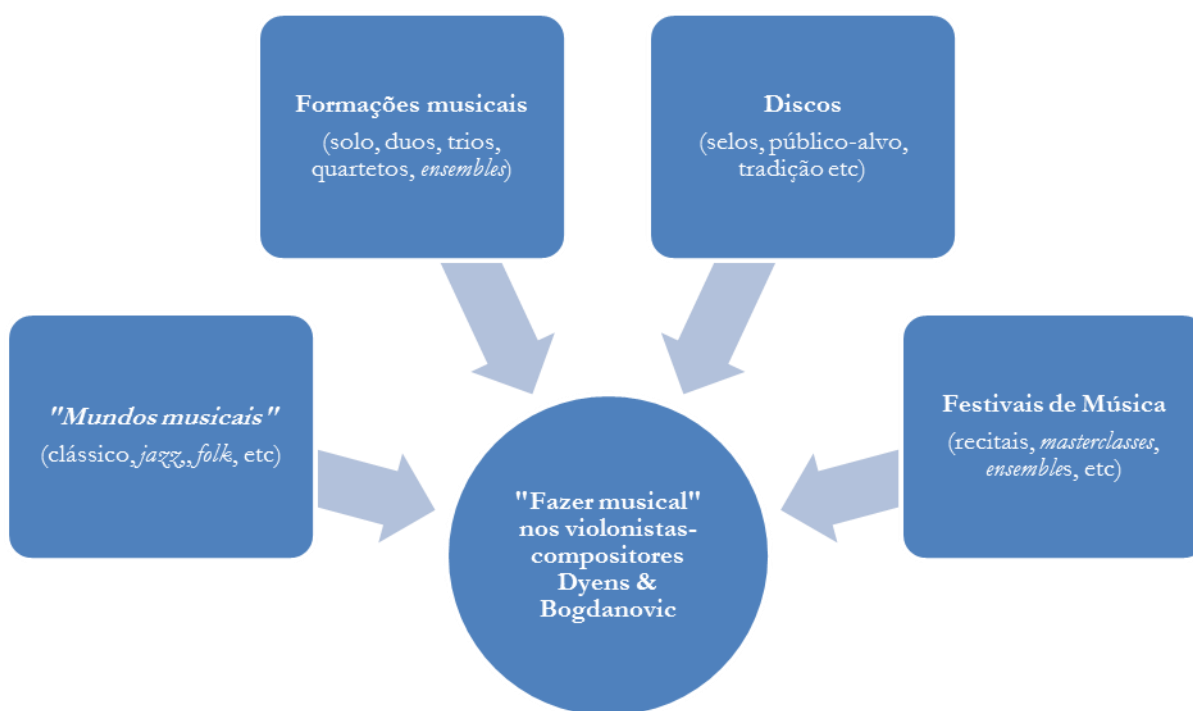 Formações musicais
(solo, duos, trios,
quartetos, ensembles)
Discos
(selos, público-alvo,
tradição etc)
"Mundos musicais"
(clássico, jazz,, folk, etc)
Festivais de Música
(recitais, masterclasses,
ensembles, etc)
"Fazer musical"
nos violonistas-
compositores
Dyens &
Bogdanovic